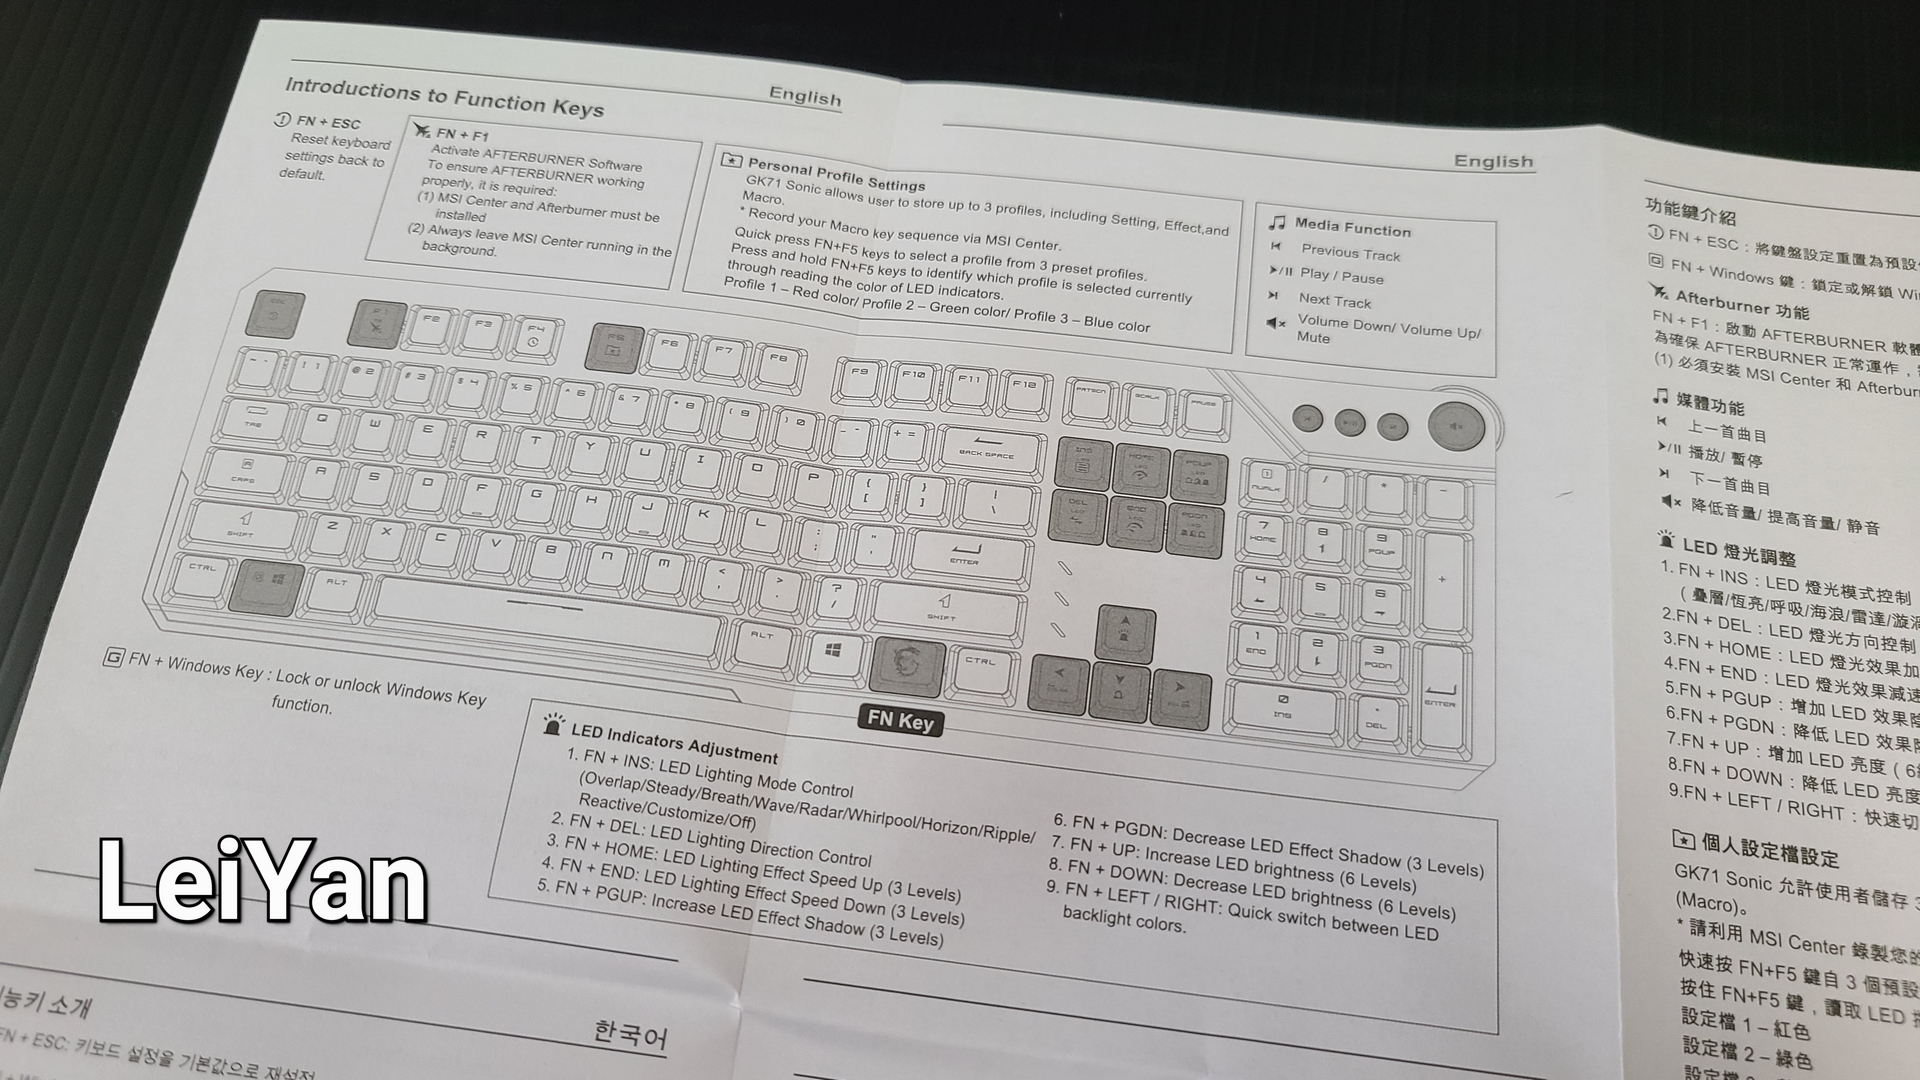 English
Introductions to Function Keys
FN + ESC
Reset keyboard
settings back to
default.
FN + F1
Activate AFTERBURNER Software
To ensure AFTERBURNER working
properly, it is required:
(1) MSI Center and Afterburner must be
installed
(2) Always leave MSI Center running in the
background.
Personal Profile Settings
GK71 Sonic allows user to store up to 3 profiles, including Setting, Effect,and
Macro.
* Record your Macro key sequence via MSI Center.
Quick press FN+F5 keys to select a profile from 3 preset profiles.
Press and hold FN+F5 keys to identify which profile is selected currently
through reading the color of LED indicators.
Profile 1 – Red color/ Profile 2 – Green color/ Profile 3 – Blue color
English
Media Function
Previous Track
Play / Pause
Next Track
Volume Down/ Volume Up/
Mute
ESC F1 F2 F3 F4 F5 F6 F7 F8 F9 F10 F11 F12 PRTSCN SCRLK PAUSE
~ ` ! 1 @ 2 # 3 $ 4 % 5 ^ 6 & 7 * 8 ( 9 ) 0 - + = BACK SPACE INS HOME LED PGUP LED NUMLK / * -
TAB Q W E R T Y U I O P { [ } ] | \ DEL LED END LED PGDN LED 7 HOME 8 9 PGUP +
CAPS A S D F G H J K L : ; " ' ENTER 4 5 6
SHIFT Z X C V B N M < , > . ? / SHIFT 1 END 2 3 PGDN ENTER
CTRL ALT ALT CTRL 0 INS . DEL
FN Key
G FN + Windows Key : Lock or unlock Windows Key
function.
LED Indicators Adjustment
1. FN + INS: LED Lighting Mode Control
(Overlap/Steady/Breath/Wave/Radar/Whirlpool/Horizon/Ripple/
Reactive/Customize/Off)
2. FN + DEL: LED Lighting Direction Control
3. FN + HOME: LED Lighting Effect Speed Up (3 Levels)
4. FN + END: LED Lighting Effect Speed Down (3 Levels)
5. FN + PGUP: Increase LED Effect Shadow (3 Levels)
6. FN + PGDN: Decrease LED Effect Shadow (3 Levels)
7. FN + UP: Increase LED brightness (6 Levels)
8. FN + DOWN: Decrease LED brightness (6 Levels)
9. FN + LEFT / RIGHT: Quick switch between LED
backlight colors.
功能鍵介紹
FN + ESC：將鍵盤設定重置為預設
G FN + Windows 鍵：鎖定或解鎖 Wi
Afterburner 功能
FN + F1：啟動 AFTERBURNER 軟體
為確保 AFTERBURNER 正常運作，
(1) 必須安裝 MSI Center 和 Afterbur
媒體功能
上一首曲目
播放/ 暫停
下一首曲目
降低音量/ 提高音量/ 静音
LED 燈光調整
1. FN + INS：LED 燈光模式控制
(疊層/恆亮/呼吸/海浪/雷達/漩渦
2.FN + DEL：LED 燈光方向控制
3.FN + HOME：LED 燈光效果加
4.FN + END：LED 燈光效果減速
5.FN + PGUP：增加 LED 效果
6.FN + PGDN：降低 LED 效果
7.FN + UP：增加 LED 亮度 ( 6
8.FN + DOWN：降低 LED 亮度
9.FN + LEFT / RIGHT：快速切
個人設定檔設定
GK71 Sonic 允許使用者儲存 3
(Macro)。
* 請利用 MSI Center 錄製您的
快速按 FN+F5 鍵自 3 個預設
按住 FN+F5 鍵，讀取 LED
設定檔 1 – 紅色
設定檔 2 – 綠色
設定檔
LeiYan
능키 소개
한국어
FN + ESC: 키보드 설정을 기본값으로 재설정